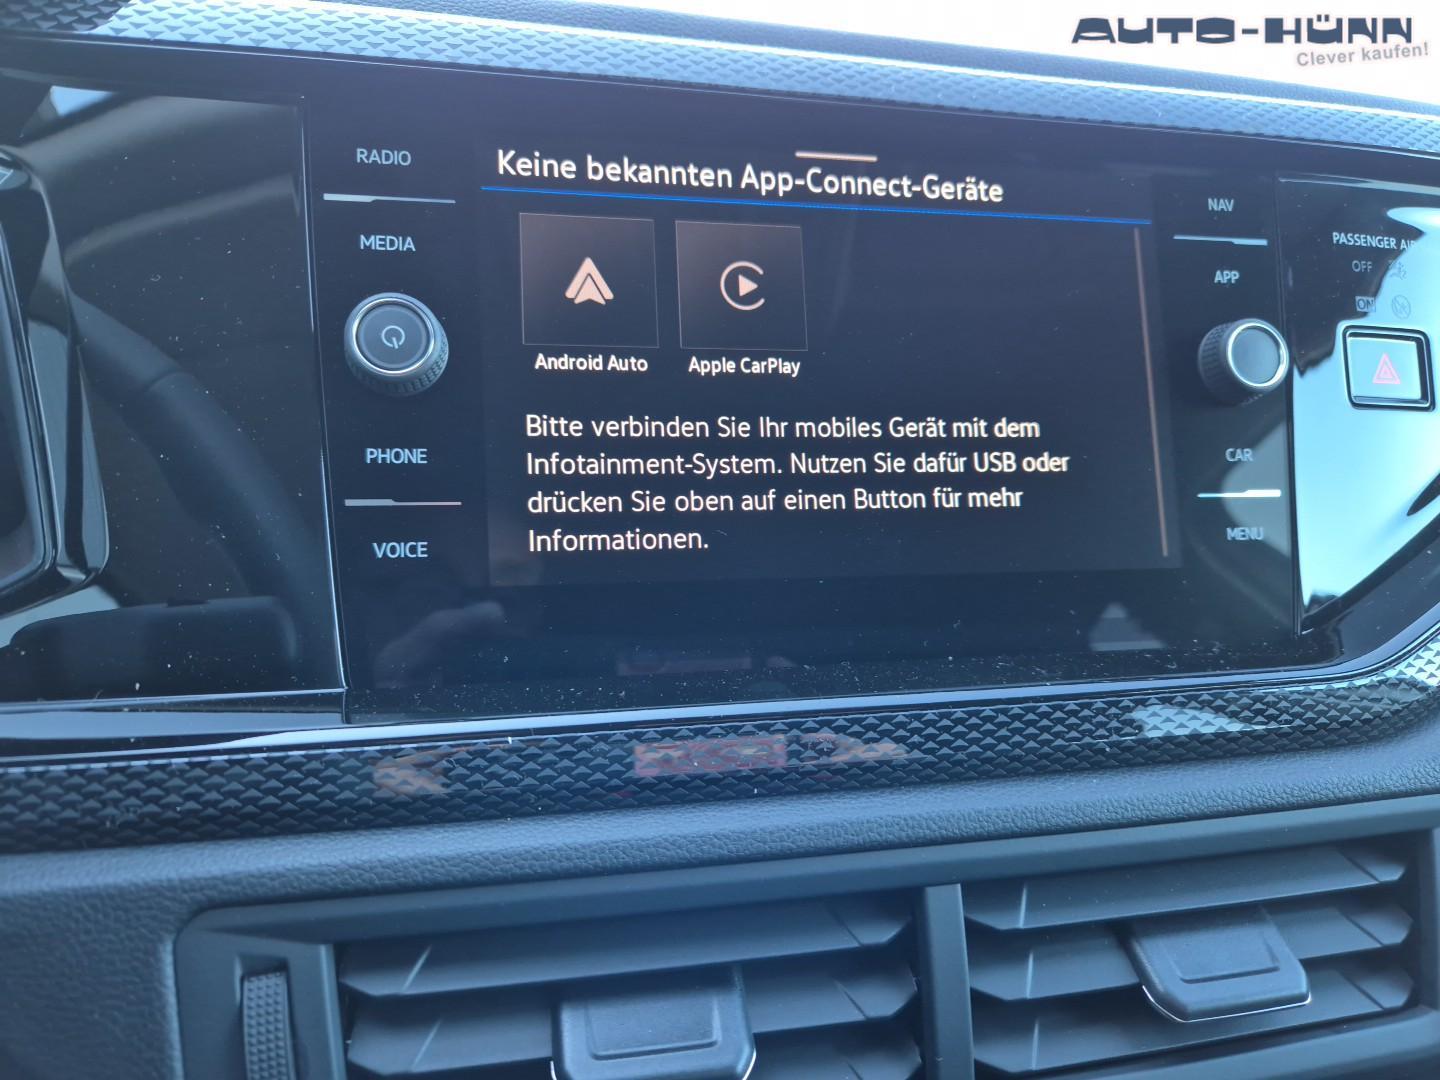 AUTO-HÜNN
Clever kaufen!
RADIO
MEDIA
PHONE
VOICE
Keine bekannten App-Connect-Geräte
Android Auto
Apple CarPlay
Bitte verbinden Sie Ihr mobiles Gerät mit dem
Infotainment-System. Nutzen Sie dafür USB oder
drücken Sie oben auf einen Button für mehr
Informationen.
NAV
APP
CAR
MENU
PASSENGER AI
OFF
ON